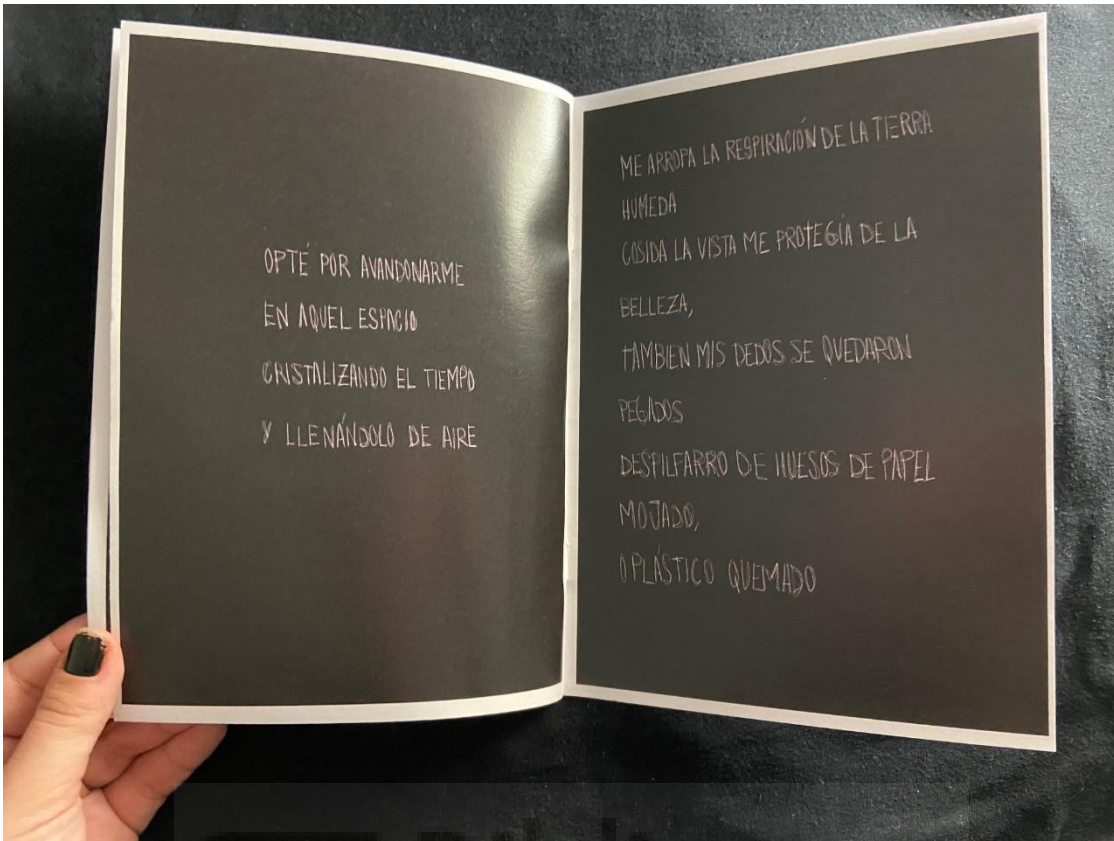 OPTÉ POR AVANDONARME
EN AQUEL ESPACIO
CRISTALIZANDO EL TIEMPO
Y LLENÁNDOLO DE AIRE
ME APROPA LA RESPIRACIÓN DE LA TIERRA
HÚMEDA
COSIDA LA VISTA ME PROTEGÍA DE LA
BELLEZA,
TAMBIEN MIS DEDOS SE QUEDARON
PEGADOS
DESPILFARRO DE HUESOS DE PAPEL
MOJADO,
O PLÁSTICO QUEMADO